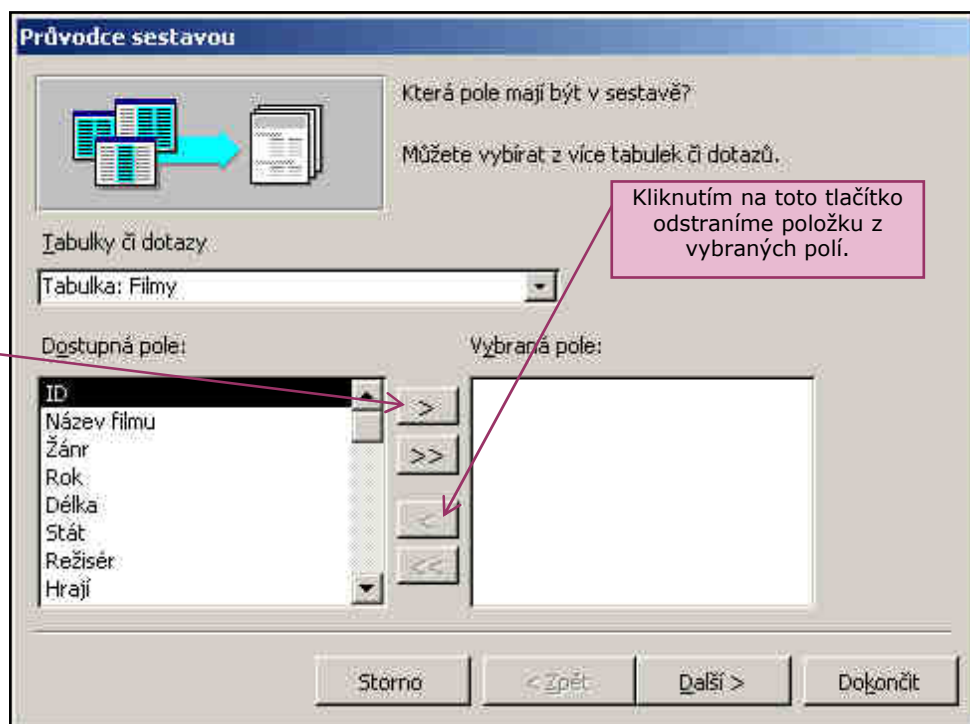 Průvodce sestavou
Která pole mají být v sestavě?
Můžete vybírat z více tabulek či dotazů.
Kliknutím na toto tlačítko
odstraníme položku z
vybraných polí.
Tabulky či dotazy
Tabulka: Filmy
Dostupná pole:
Vybraná pole:
ID
Název filmu
Žánr
Rok
Délka
Stát
Režisér
Hrají
>
>>
<
<<
Storno
< Zpět
Další >
Dokončit